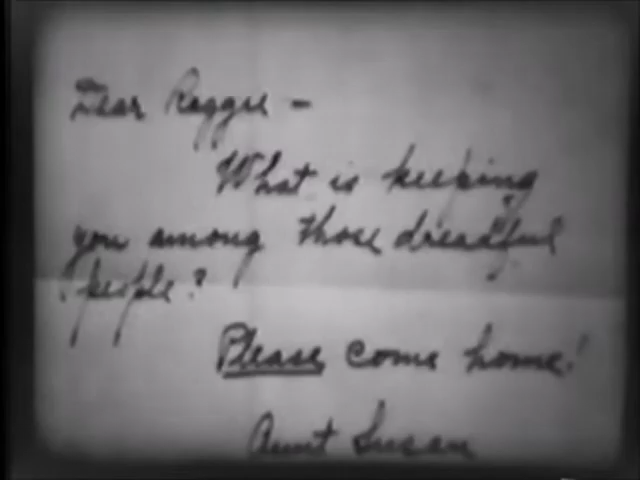 Dear Reggie –
What is keeping
you among those dreadful
people?
Please come home!
Aunt Susan